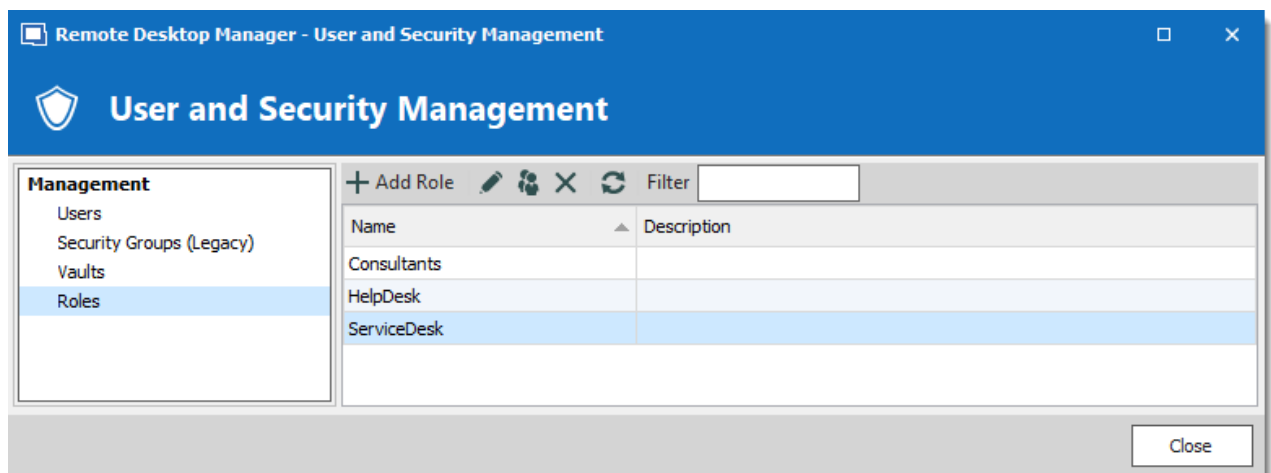 Remote Desktop Manager - User and Security Management
User and Security Management
Management
Users
Security Groups (Legacy)
Vaults
Roles
Add Role
Filter
Name
Description
Consultants
HelpDesk
ServiceDesk
Close